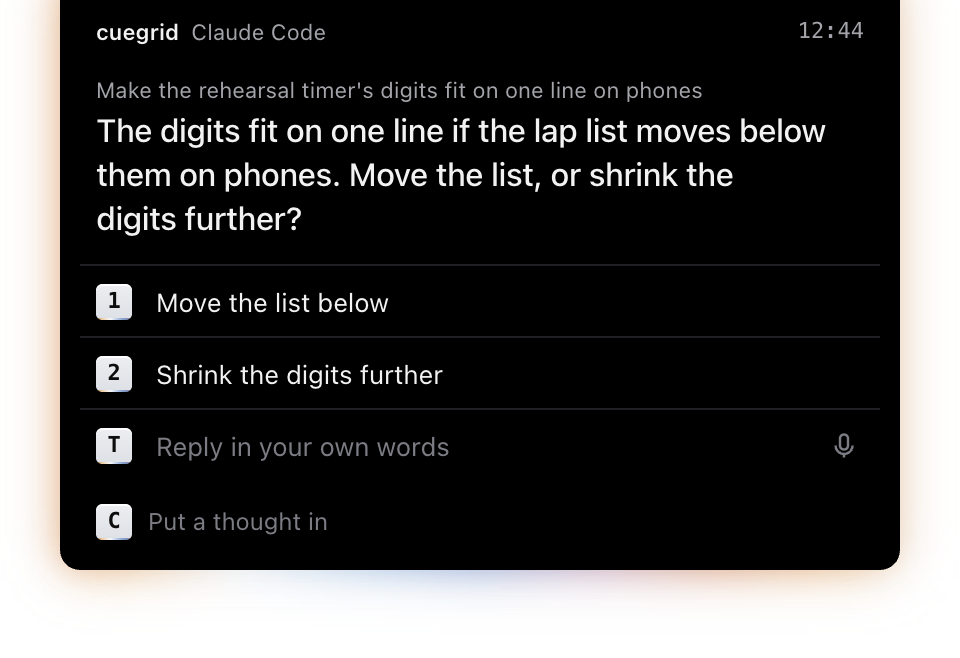 cuegrid Claude Code 12:44
Make the rehearsal timer's digits fit on one line on phones
The digits fit on one line if the lap list moves below
them on phones. Move the list, or shrink the
digits further?
1 Move the list below
2 Shrink the digits further
T Reply in your own words
C Put a thought in